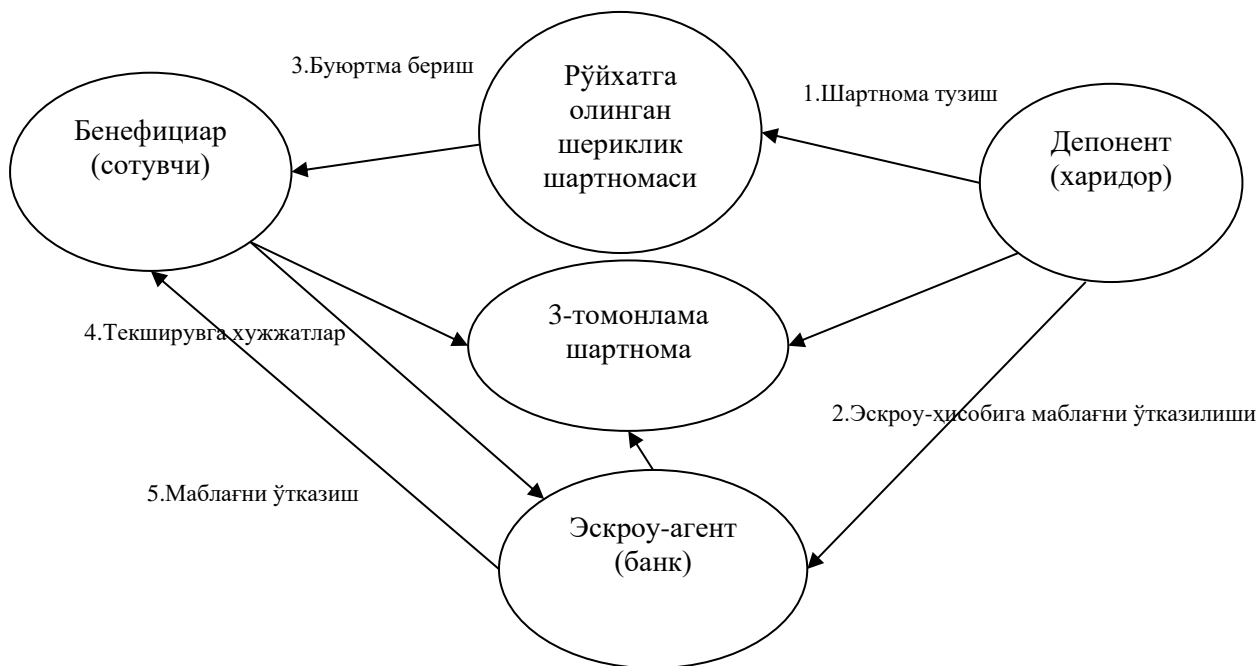 3.Буюртма бериш
Рўйхатга
олинган
шериклик
шартномаси
1.Шартнома тузиш
Бенефициар
(сотувчи)
Депонент
(харидор)
3-томонлама
шартнома
4.Текширувга хужжатлар
2.Эскроу-ҳисобига маблағни ўтказилиши
5.Маблағни ўтказиш
Эскроу-агент
(банк)